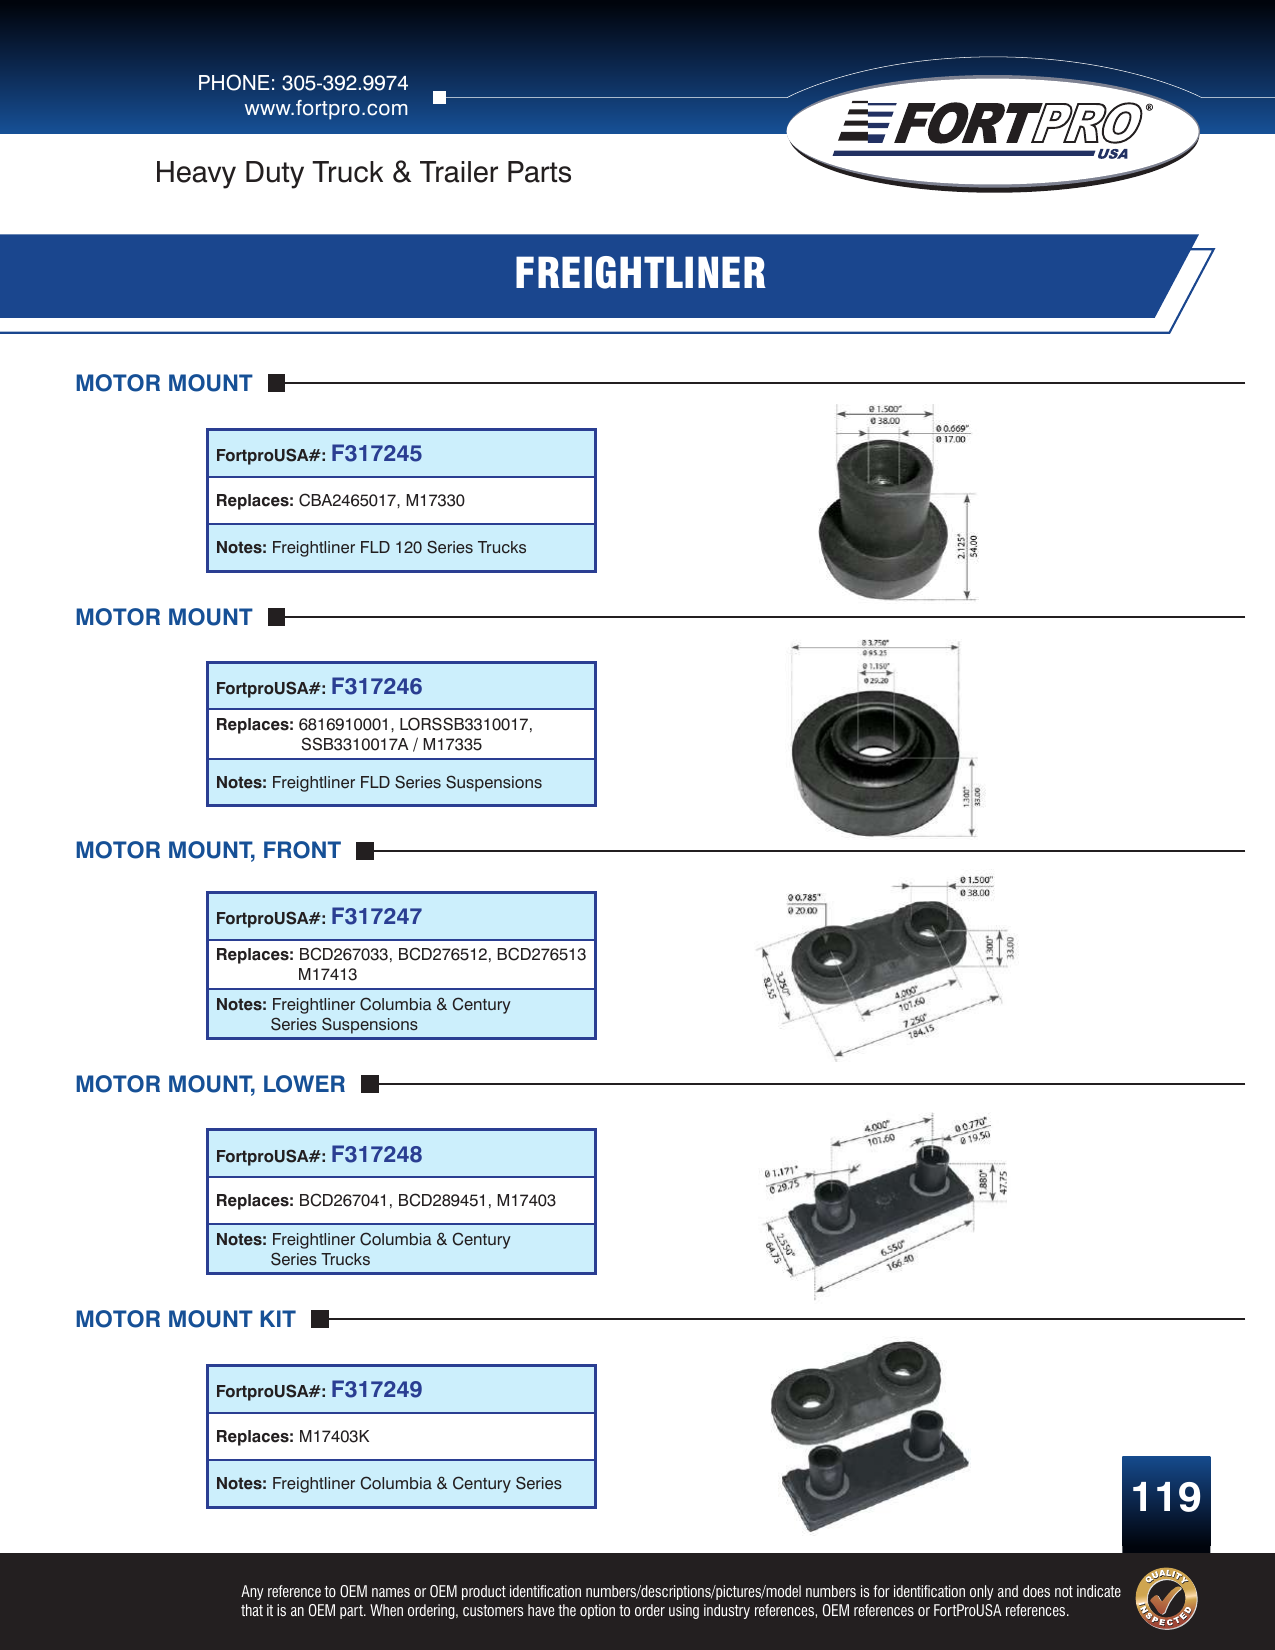 PHONE: 305-392.9974
www.fortpro.com
FORTPRO®
USA
Heavy Duty Truck & Trailer Parts
FREIGHTLINER
MOTOR MOUNT
FortproUSA#: F317245
Replaces: CBA2465017, M17330
Notes: Freightliner FLD 120 Series Trucks
Ø 1.500"
Ø 38.00
Ø 0.669"
Ø 17.00
2.125"
54.00
MOTOR MOUNT
FortproUSA#: F317246
Replaces: 6816910001, LORSSB3310017,
SSB3310017A / M17335
Notes: Freightliner FLD Series Suspensions
Ø 3.750"
Ø 95.25
Ø 1.150"
Ø 29.20
1.300"
33.00
MOTOR MOUNT, FRONT
FortproUSA#: F317247
Replaces: BCD267033, BCD276512, BCD276513
M17413
Notes: Freightliner Columbia & Century
Series Suspensions
Ø 1.500"
Ø 38.00
Ø 0.785"
Ø 20.00
1.300"
33.00
3.250"
82.55
4.000"
101.60
7.250"
184.15
MOTOR MOUNT, LOWER
FortproUSA#: F317248
Replaces: BCD267041, BCD289451, M17403
Notes: Freightliner Columbia & Century
Series Trucks
4.000"
101.60
Ø 0.770"
Ø 19.50
Ø 1.171"
Ø 29.75
1.880"
47.75
2.550"
64.75
6.550"
166.40
MOTOR MOUNT KIT
FortproUSA#: F317249
Replaces: M17403K
Notes: Freightliner Columbia & Century Series
119
Any reference to OEM names or OEM product identification numbers/descriptions/pictures/model numbers is for identification only and does not indicate
that it is an OEM part. When ordering, customers have the option to order using industry references, OEM references or FortProUSA references.
QUALITY
INSPECTED